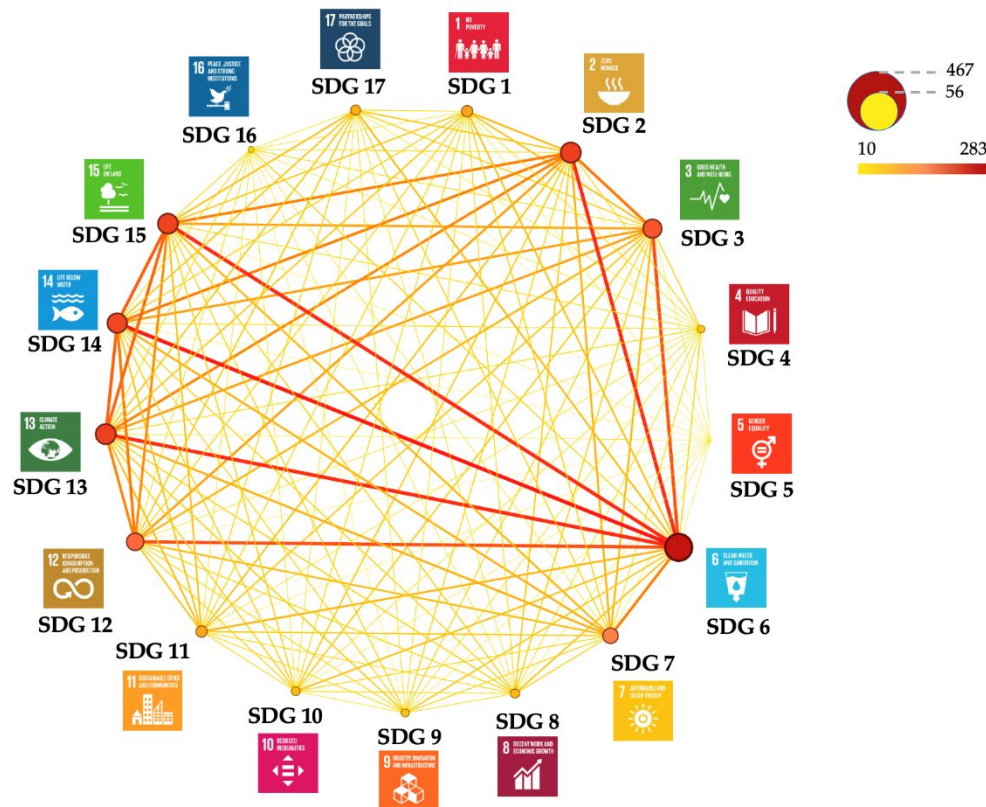 17 PARTNERSHIPS
FOR THE GOALS
SDG 17
1 NO
POVERTY
SDG 1
2 ZERO
HUNGER
SDG 2
3 GOOD HEALTH
AND WELL-BEING
SDG 3
4 QUALITY
EDUCATION
SDG 4
5 GENDER
EQUALITY
SDG 5
6 CLEAN WATER
AND SANITATION
SDG 6
SDG 7
7 AFFORDABLE AND
CLEAN ENERGY
SDG 8
8 DECENT WORK AND
ECONOMIC GROWTH
SDG 9
9 INDUSTRY, INNOVATION
AND INFRASTRUCTURE
SDG 10
10 REDUCED
INEQUALITIES
SDG 11
11 SUSTAINABLE CITIES
AND COMMUNITIES
12 RESPONSIBLE
CONSUMPTION
AND PRODUCTION
SDG 12
13 CLIMATE
ACTION
SDG 13
14 LIFE BELOW
WATER
SDG 14
15 LIFE
ON LAND
SDG 15
16 PEACE, JUSTICE
AND STRONG
INSTITUTIONS
SDG 16
467
56
10 283